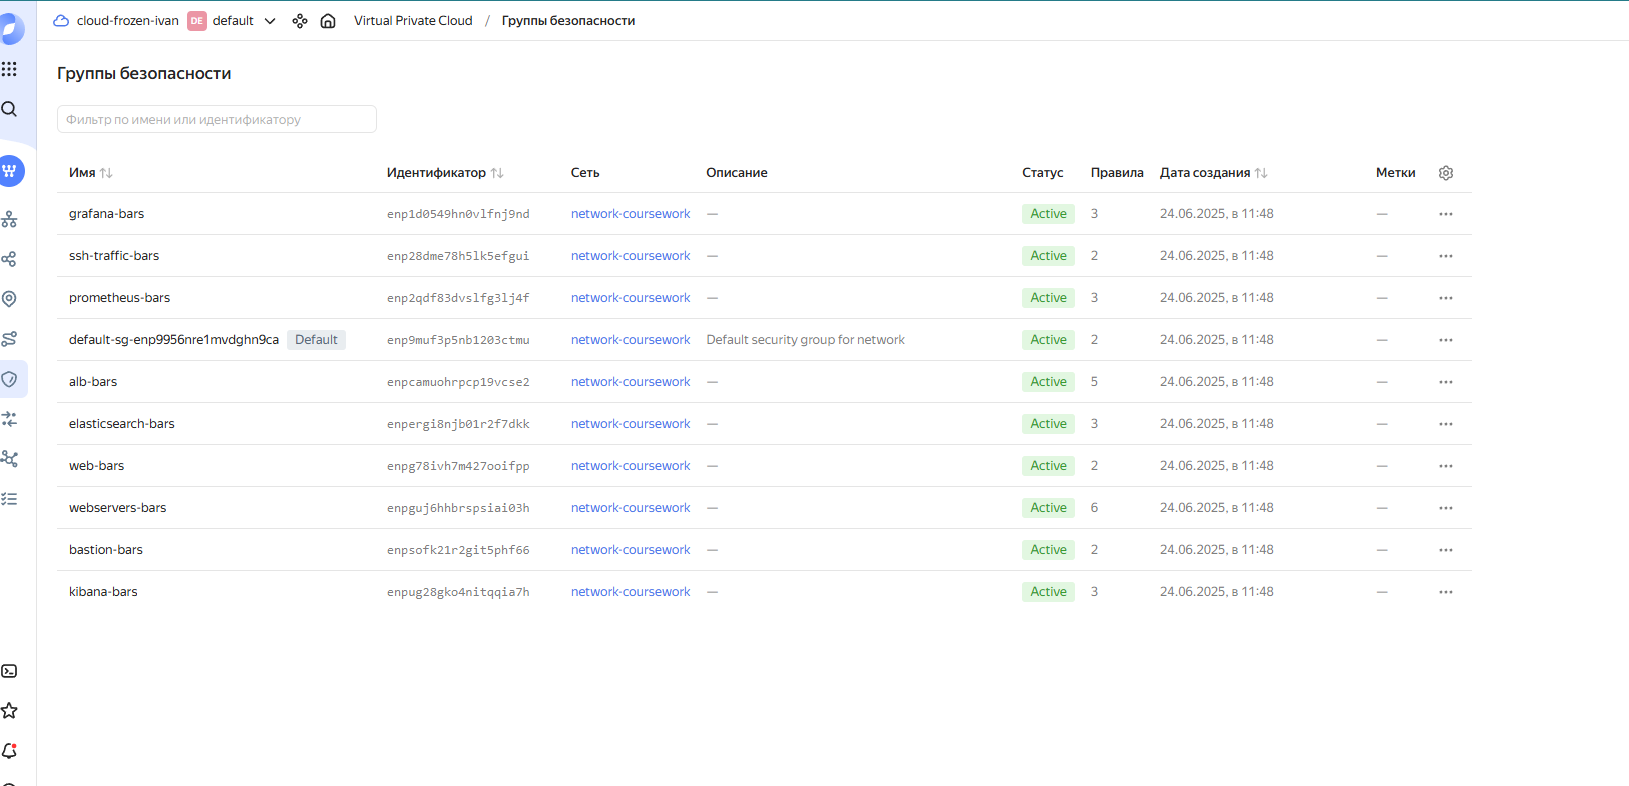 cloud-frozen-ivan DE default Virtual Private Cloud / Группы безопасности
Группы безопасности
Фильтр по имени или идентификатору
Имя Идентификатор Сеть Описание Статус Правила Дата создания Метки
grafana-bars enp1d0549hn0vlfnj9nd network-coursework — Active 3 24.06.2025, в 11:48 —
ssh-traffic-bars enp28dme78h5lk5efgui network-coursework — Active 2 24.06.2025, в 11:48 —
prometheus-bars enp2qdf83dvslfg3lj4f network-coursework — Active 3 24.06.2025, в 11:48 —
default-sg-enp9956nre1mvdghn9ca Default enp9muf3p5nb1203ctmu network-coursework Default security group for network Active 2 24.06.2025, в 11:48 —
alb-bars enpcamuohrpcp19vcse2 network-coursework — Active 5 24.06.2025, в 11:48 —
elasticsearch-bars enpergi8njb01r2f7dkk network-coursework — Active 3 24.06.2025, в 11:48 —
web-bars enpg78ivh7m427ooifpp network-coursework — Active 2 24.06.2025, в 11:48 —
webservers-bars enpguj6hhbrspsiai03h network-coursework — Active 6 24.06.2025, в 11:48 —
bastion-bars enpsofk21r2git5phf66 network-coursework — Active 2 24.06.2025, в 11:48 —
kibana-bars enpug28gko4nitqqia7h network-coursework — Active 3 24.06.2025, в 11:48 —